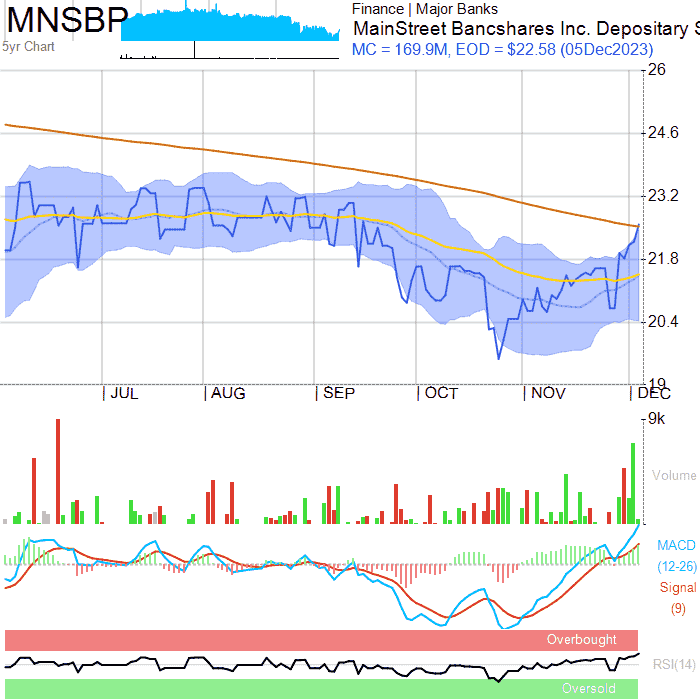 MNSBP
5yr Chart
Finance | Major Banks
MainStreet Bancshares Inc. Depositary S
MC = 169.9M, EOD = $22.58 (05Dec2023)
26
24.6
23.2
21.8
20.4
19
| JUL | AUG | SEP | OCT | NOV | DEC
9k
Volume
MACD
(12-26)
Signal
(9)
Overbought
RSI(14)
Oversold